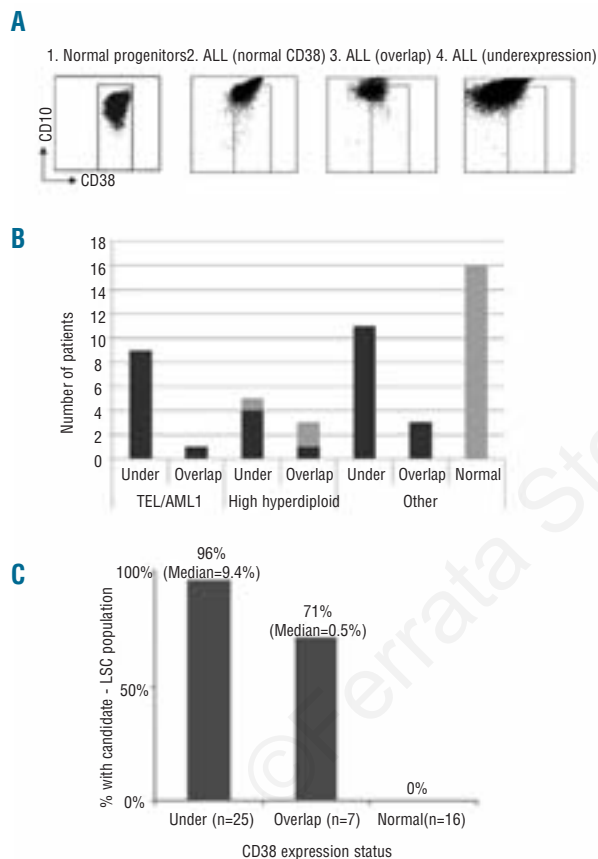 A
1. Normal progenitors2. ALL (normal CD38) 3. ALL (overlap) 4. ALL (underexpression)
CD10
CD38
B
Number of patients
18
16
14
12
10
8
6
4
2
0
Under Overlap Under Overlap Under Overlap Normal
TEL/AML1 High hyperdiploid Other
C
% with candidate - LSC population
100%
50%
0%
96%
(Median=9.4%)
71%
(Median=0.5%)
0%
Under (n=25) Overlap (n=7) Normal(n=16)
CD38 expression status
©Ferrata St